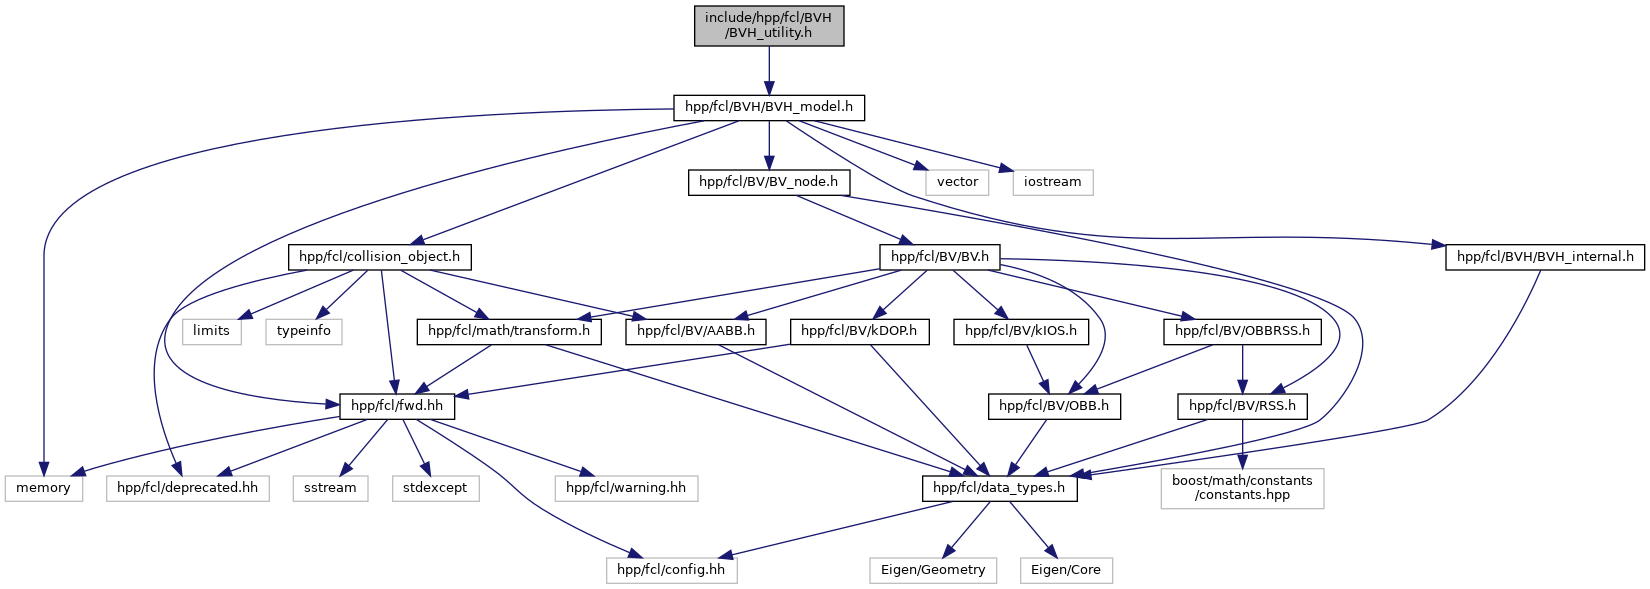 include/hpp/fcl/BVH
/BVH_utility.h
hpp/fcl/BVH/BVH_model.h
hpp/fcl/BV/BV_node.h
vector
iostream
hpp/fcl/collision_object.h
hpp/fcl/BV/BV.h
hpp/fcl/BVH/BVH_internal.h
limits
typeinfo
hpp/fcl/math/transform.h
hpp/fcl/BV/AABB.h
hpp/fcl/BV/kDOP.h
hpp/fcl/BV/kIOS.h
hpp/fcl/BV/OBBRSS.h
hpp/fcl/fwd.hh
hpp/fcl/BV/OBB.h
hpp/fcl/BV/RSS.h
memory
hpp/fcl/deprecated.hh
sstream
stdexcept
hpp/fcl/warning.hh
hpp/fcl/data_types.h
boost/math/constants
/constants.hpp
hpp/fcl/config.hh
Eigen/Geometry
Eigen/Core